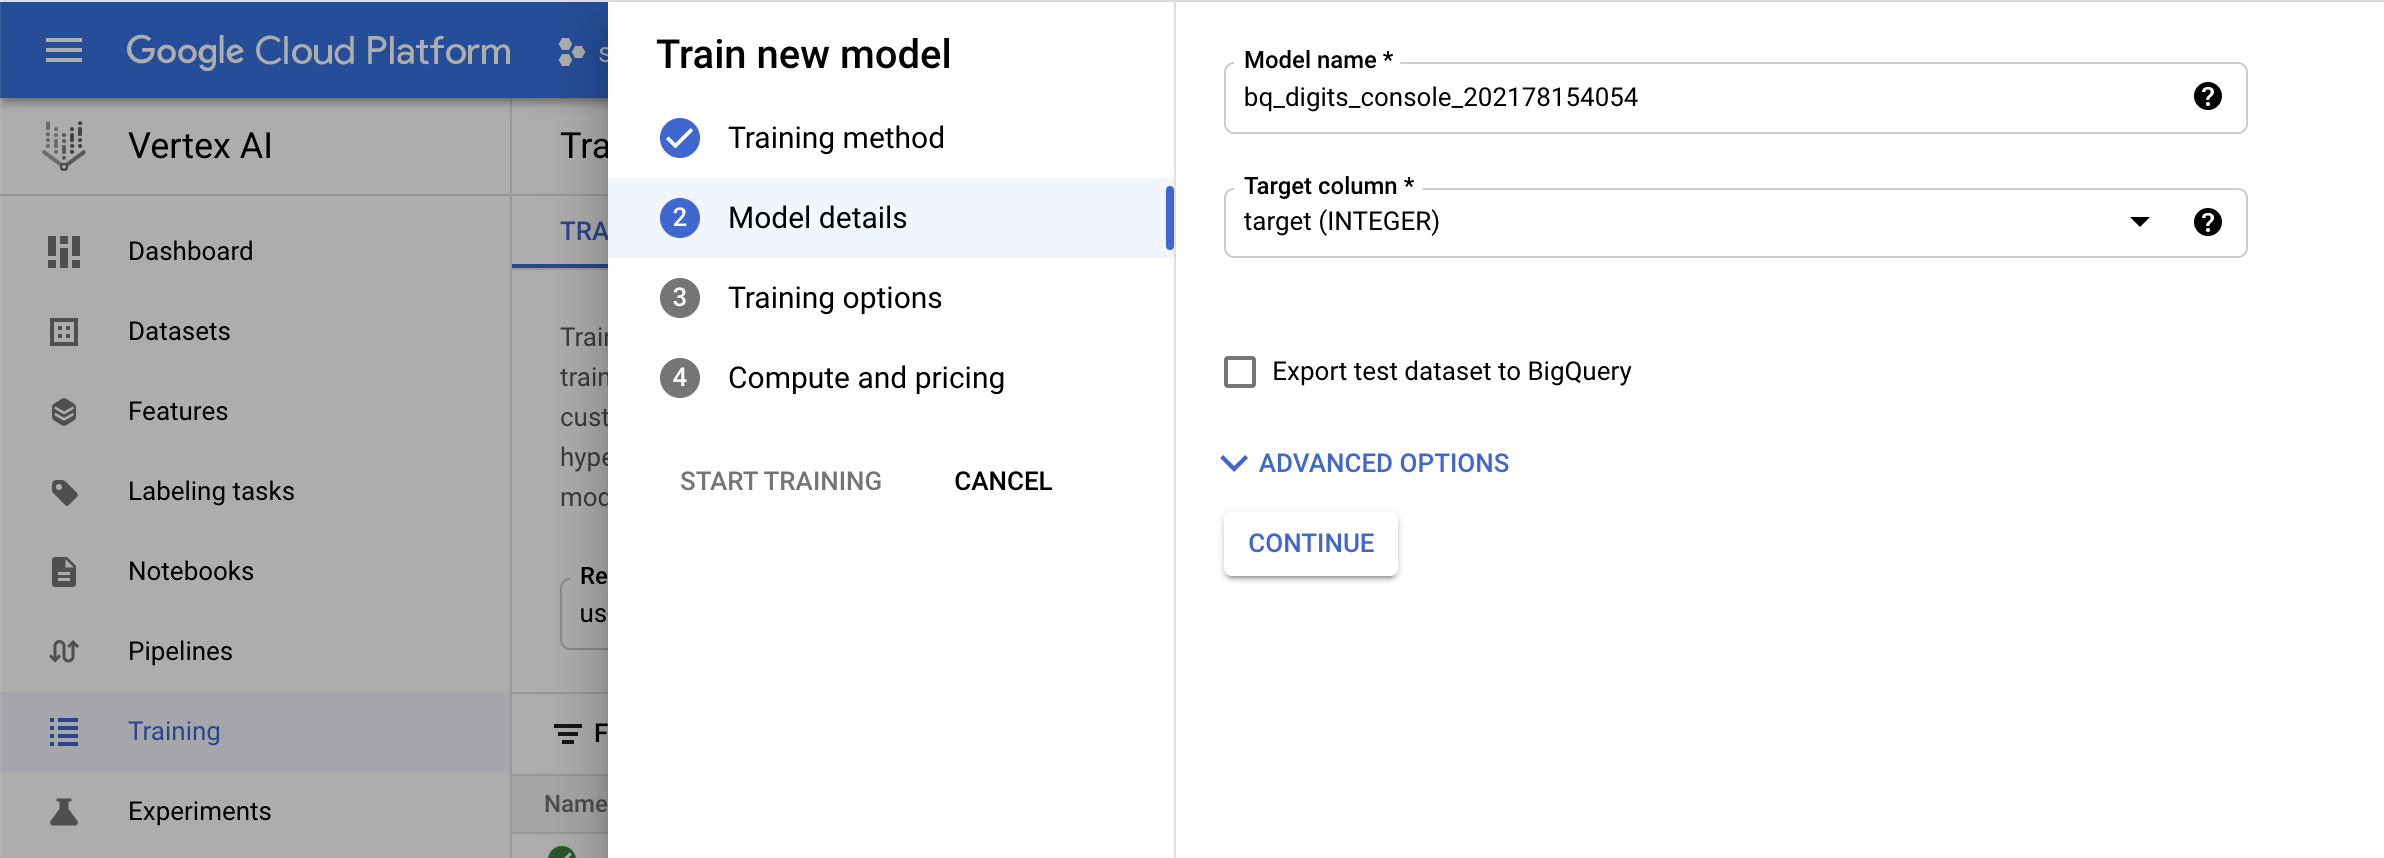 Google Cloud Platform
Vertex AI
Dashboard
Datasets
Features
Labeling tasks
Notebooks
Pipelines
Training
Experiments
Tra
TRA
Trai
train
cust
hype
mod
Re
us
F
Name
Train new model
Training method
2 Model details
3 Training options
4 Compute and pricing
START TRAINING CANCEL
Model name *
bq_digits_console_202178154054
Target column *
target (INTEGER)
Export test dataset to BigQuery
ADVANCED OPTIONS
CONTINUE